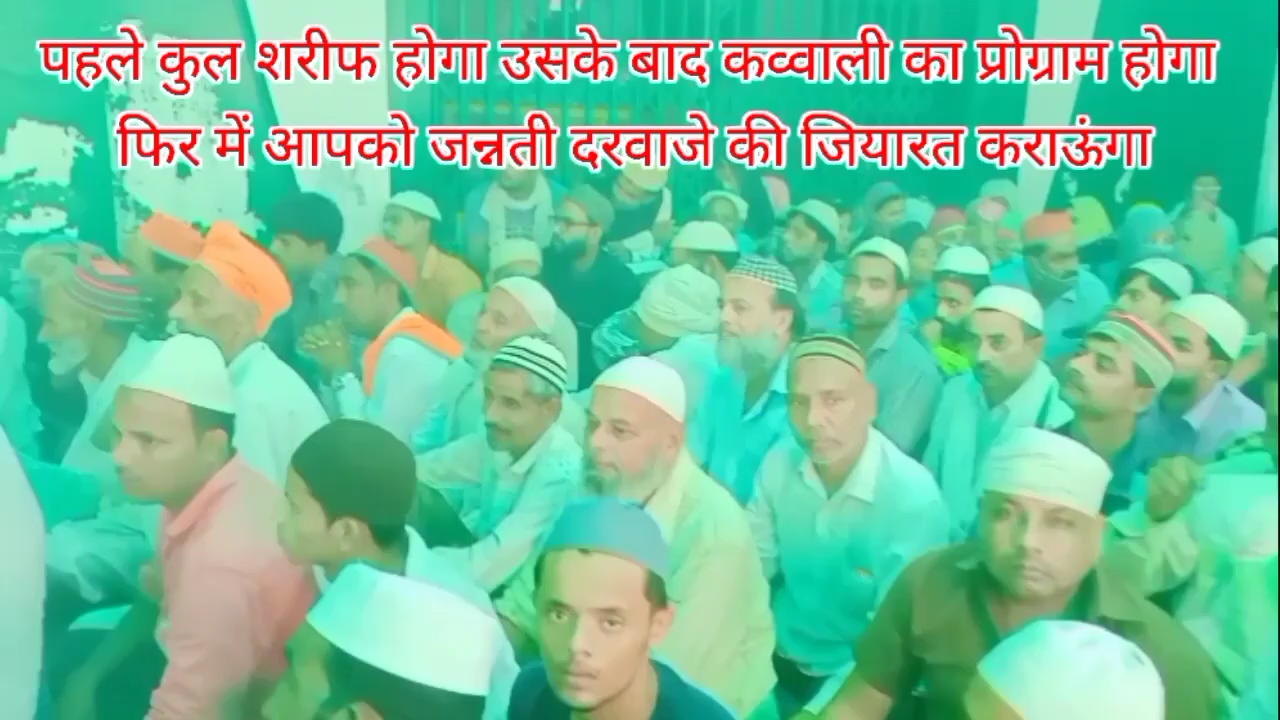 पहले कुल शरीफ होगा उसके बाद कव्वाली का प्रोग्राम होगा
फिर में आपको जन्नती दरवाजे की जियारत कराऊंगा